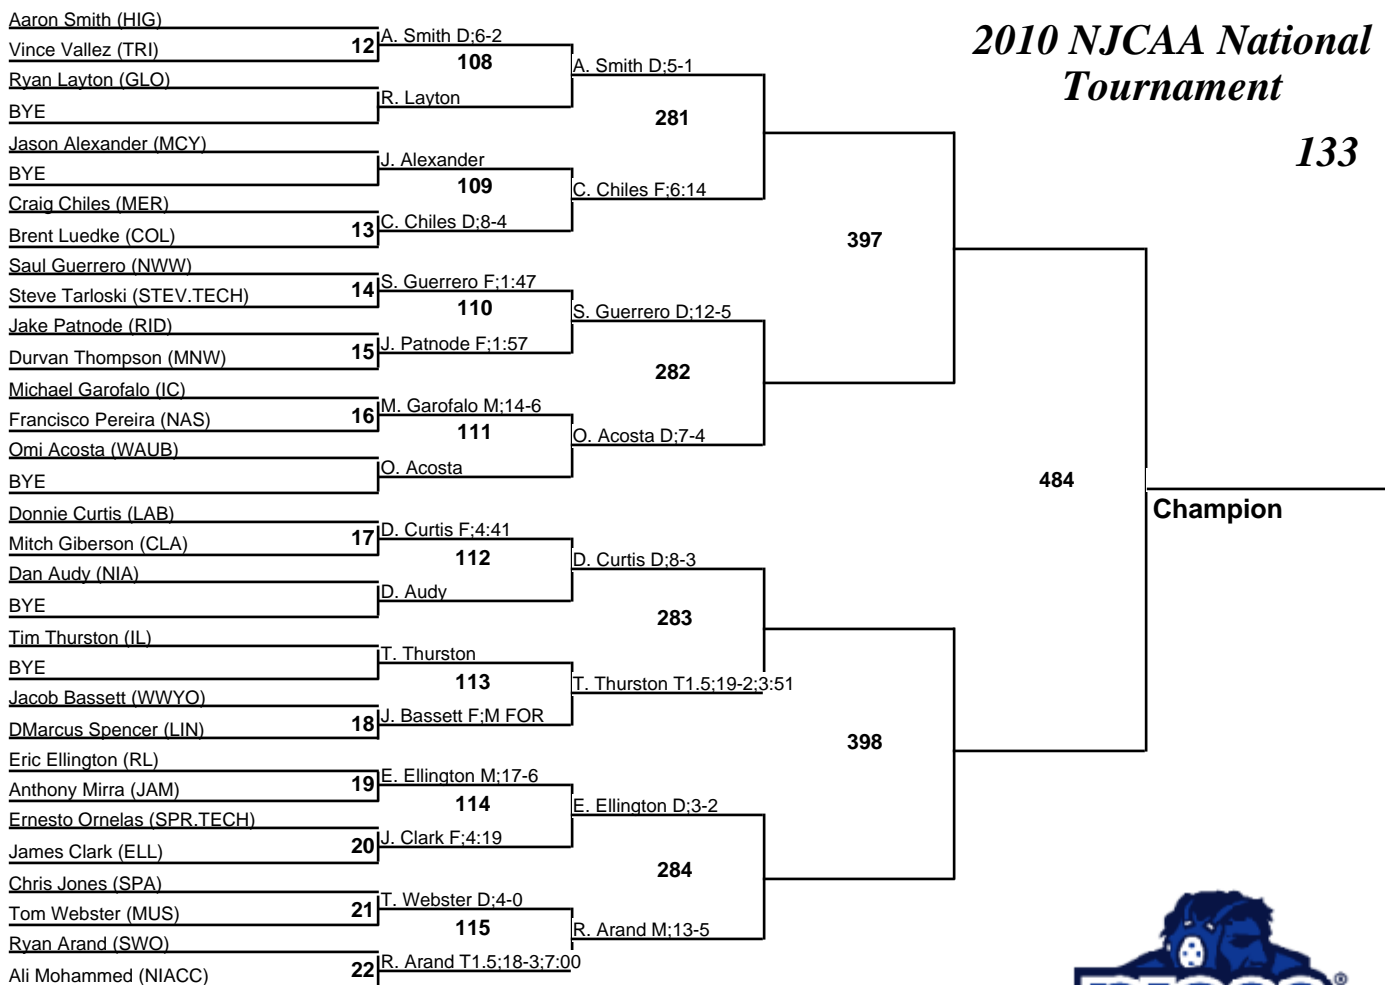 2010 NJCAA National
Tournament
133
Aaron Smith (HIG)
Vince Vallez (TRI)
Ryan Layton (GLO)
BYE
Jason Alexander (MCY)
BYE
Craig Chiles (MER)
Brent Luedke (COL)
Saul Guerrero (NWW)
Steve Tarloski (STEV.TECH)
Jake Patnode (RID)
Durvan Thompson (MNW)
Michael Garofalo (IC)
Francisco Pereira (NAS)
Omi Acosta (WAUB)
BYE
Donnie Curtis (LAB)
Mitch Giberson (CLA)
Dan Audy (NIA)
BYE
Tim Thurston (IL)
BYE
Jacob Bassett (WWYO)
DMarcus Spencer (LIN)
Eric Ellington (RL)
Anthony Mirra (JAM)
Ernesto Ornelas (SPR.TECH)
James Clark (ELL)
Chris Jones (SPA)
Tom Webster (MUS)
Ryan Arand (SWO)
Ali Mohammed (NIACC)
12
13
14
15
16
17
18
19
20
21
22
A. Smith D;6-2
108
R. Layton
J. Alexander
109
C. Chiles D;8-4
S. Guerrero F;1:47
110
J. Patnode F;1:57
M. Garofalo M;14-6
111
O. Acosta
D. Curtis F;4:41
112
D. Audy
T. Thurston
113
J. Bassett F;M FOR
E. Ellington M;17-6
114
J. Clark F;4:19
T. Webster D;4-0
115
R. Arand T1.5;18-3;7:00
A. Smith D;5-1
281
C. Chiles F;6:14
S. Guerrero D;12-5
282
O. Acosta D;7-4
D. Curtis D;8-3
283
T. Thurston T1.5;19-2;3:51
E. Ellington D;3-2
284
R. Arand M;13-5
397
398
484
Champion